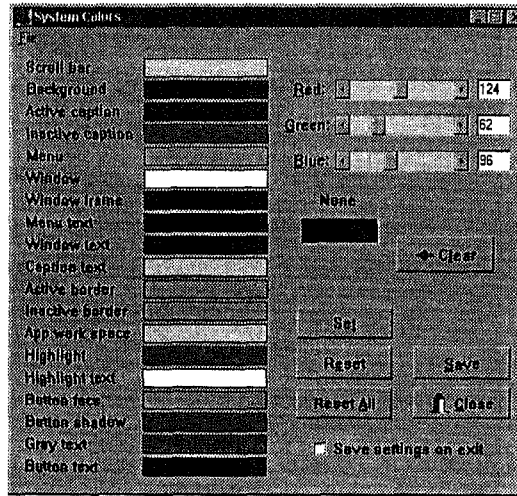 System Colors
File
Scroll bar
Background
Active caption
Inactive caption
Menu
Window
Window frame
Menu text
Window text
Caption text
Active border
Inactive border
App work space
Highlight
Highlight text
Button face
Button shadow
Gray text
Button text
Red: 124
Green: 62
Blue: 96
None
Clear
Set
Reset
Save
Reset All
Close
Save settings on exit